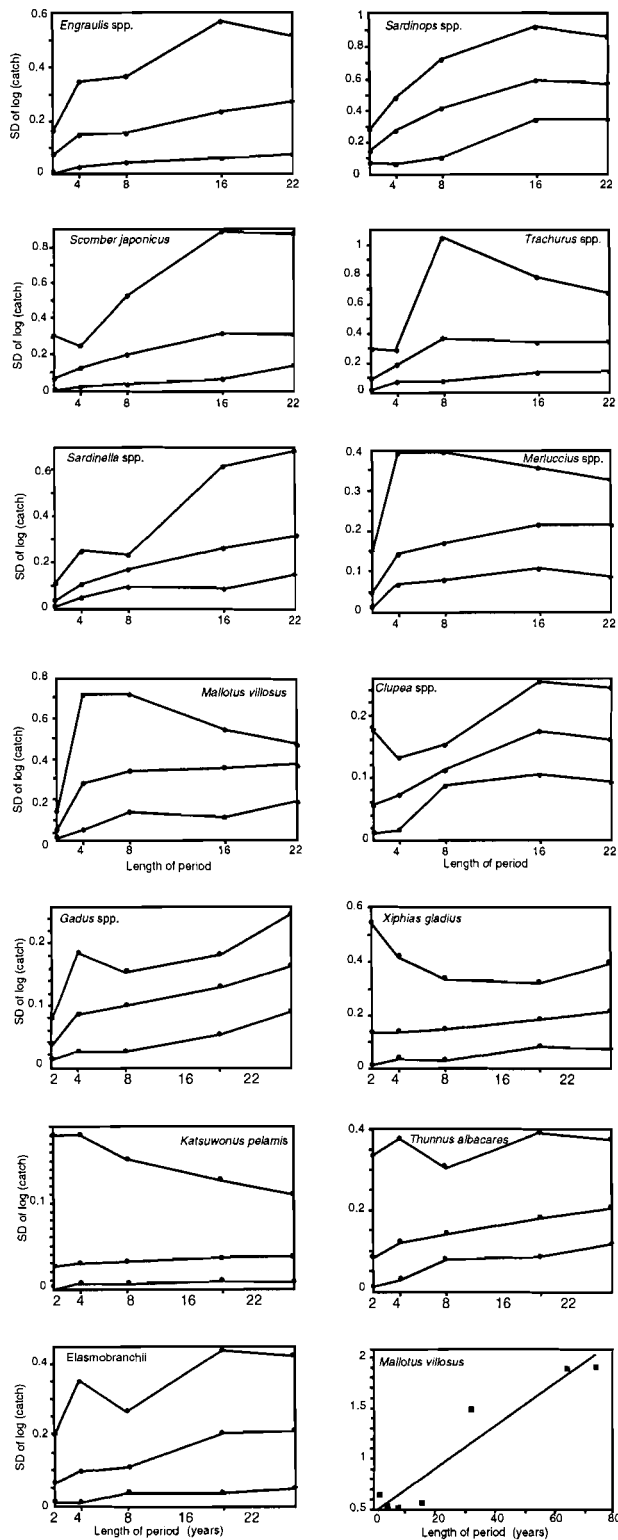 Engraulis spp.
SD of log (catch)
0.6
0.4
0.2
0
4 8 16 22
Sardinops spp.
1
0.8
0.6
0.4
0.2
0
4 8 16 22
Scomber japonicus
SD of log (catch)
0.8
0.6
0.4
0.2
0
4 8 16 22
Trachurus spp.
1
0.8
0.6
0.4
0.2
0
4 8 16 22
Sardinella spp.
SD of log (catch)
0.6
0.4
0.2
0
4 8 16 22
Merluccius spp.
0.4
0.3
0.2
0.1
0
4 8 16 22
Mallotus villosus
SD of log (catch)
0.8
0.6
0.4
0.2
0
4 8 16 22
Length of period
Clupea spp.
0.2
0.1
0
4 8 16 22
Length of period
Gadus spp.
SD of log (catch)
0.2
0.1
0
2 4 8 16 22
Xiphias gladius
0.6
0.4
0.2
0
2 4 8 16 22
Katsuwonus pelamis
SD of log (catch)
0.1
0
2 4 8 16 22
Thunnus albacares
0.4
0.2
0
2 4 8 16 22
Elasmobranchii
SD of log (catch)
0.4
0.2
0
2 4 8 16 22
Length of period (years)
Mallotus villosus
2
1.5
1
0.5
0 20 40 60 80
Length of period (years)